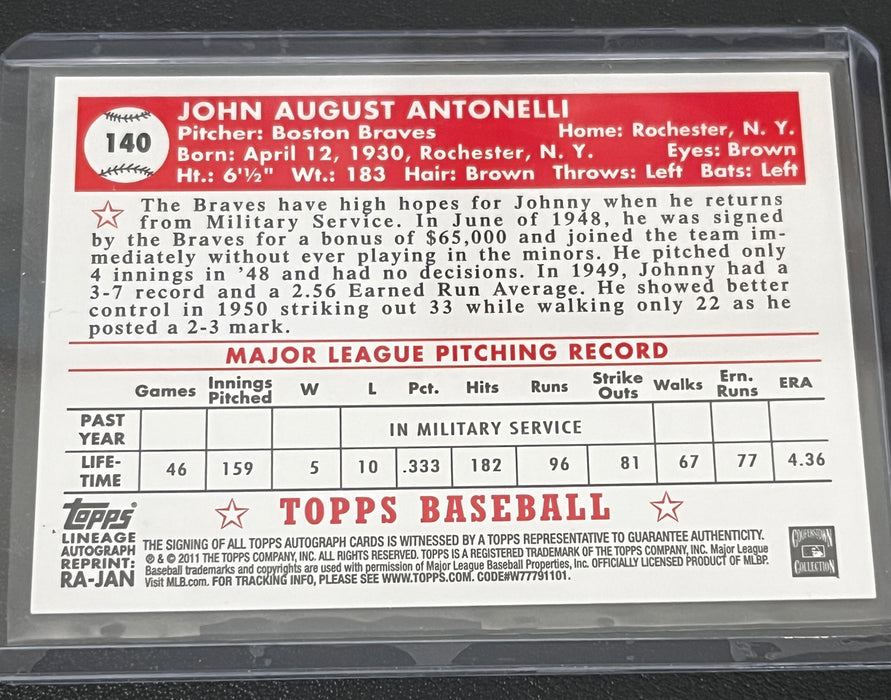 140
JOHN AUGUST ANTONELLI
Pitcher: Boston Braves Home: Rochester, N. Y.
Born: April 12, 1930, Rochester, N. Y. Eyes: Brown
Ht.: 6'½" Wt.: 183 Hair: Brown Throws: Left Bats: Left
The Braves have high hopes for Johnny when he returns
from Military Service. In June of 1948, he was signed
by the Braves for a bonus of $65,000 and joined the team im-
mediately without ever playing in the minors. He pitched only
4 innings in '48 and had no decisions. In 1949, Johnny had a
3-7 record and a 2.56 Earned Run Average. He showed better
control in 1950 striking out 33 while walking only 22 as he
posted a 2-3 mark.
MAJOR LEAGUE PITCHING RECORD
Games Innings Pitched W L Pct. Hits Runs Strike Outs Walks Ern. Runs ERA
PAST YEAR IN MILITARY SERVICE
LIFE-TIME 46 159 5 10 .333 182 96 81 67 77 4.36
TOPPS BASEBALL
Topps
LINEAGE
AUTOGRAPH
REPRINT:
RA-JAN
THE SIGNING OF ALL TOPPS AUTOGRAPH CARDS IS WITNESSED BY A TOPPS REPRESENTATIVE TO GUARANTEE AUTHENTICITY.
® & © 2011 THE TOPPS COMPANY, INC. ALL RIGHTS RESERVED. TOPPS IS A REGISTERED TRADEMARK OF THE TOPPS COMPANY, INC. Major League
Baseball trademarks and copyrights are used with permission of Major League Baseball Properties, Inc. OFFICIALLY LICENSED PRODUCT OF MLBP.
Visit MLB.com. FOR TRACKING INFO, PLEASE SEE WWW.TOPPS.COM. CODE#W77791101.
COOPERSTOWN
COLLECTION